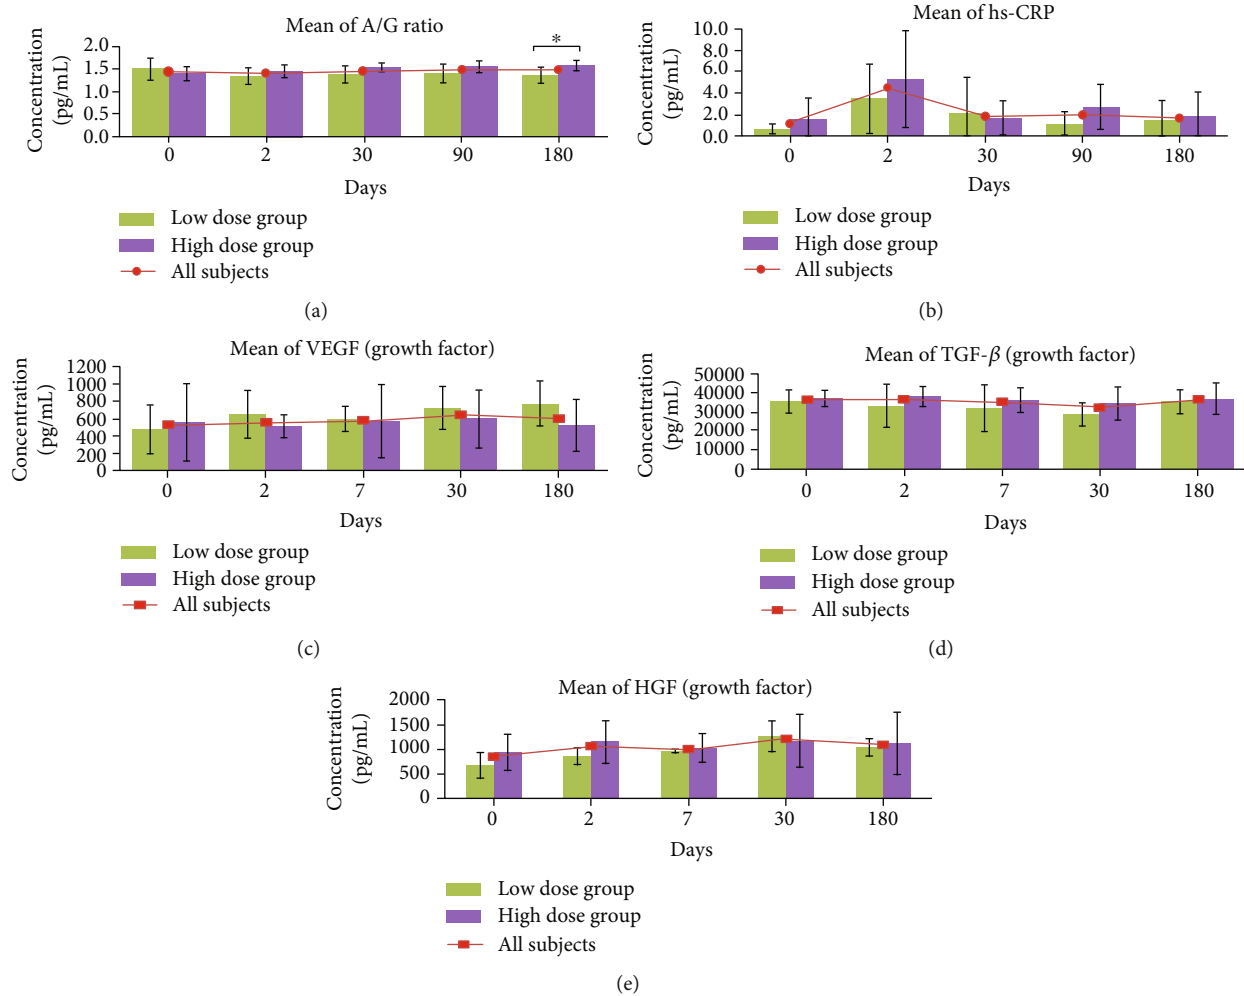 Mean of A/G ratio
Concentration
(pg/mL)
2.0
1.5
1.0
0.5
0.0
*
0 2 30 90 180
Days
Low dose group
High dose group
All subjects
(a)
Mean of hs-CRP
Concentration
(pg/mL)
10.0
8.0
6.0
4.0
2.0
0.0
0 2 30 90 180
Days
Low dose group
High dose group
All subjects
(b)
Mean of VEGF (growth factor)
Concentration
(pg/mL)
1200
1000
800
600
400
200
0
0 2 7 30 180
Days
Low dose group
High dose group
All subjects
(c)
Mean of TGF-β (growth factor)
Concentration
(pg/mL)
50000
40000
30000
20000
10000
0
0 2 7 30 180
Days
Low dose group
High dose group
All subjects
(d)
Mean of HGF (growth factor)
Concentration
(pg/mL)
2000
1500
1000
500
0
0 2 7 30 180
Days
Low dose group
High dose group
All subjects
(e)